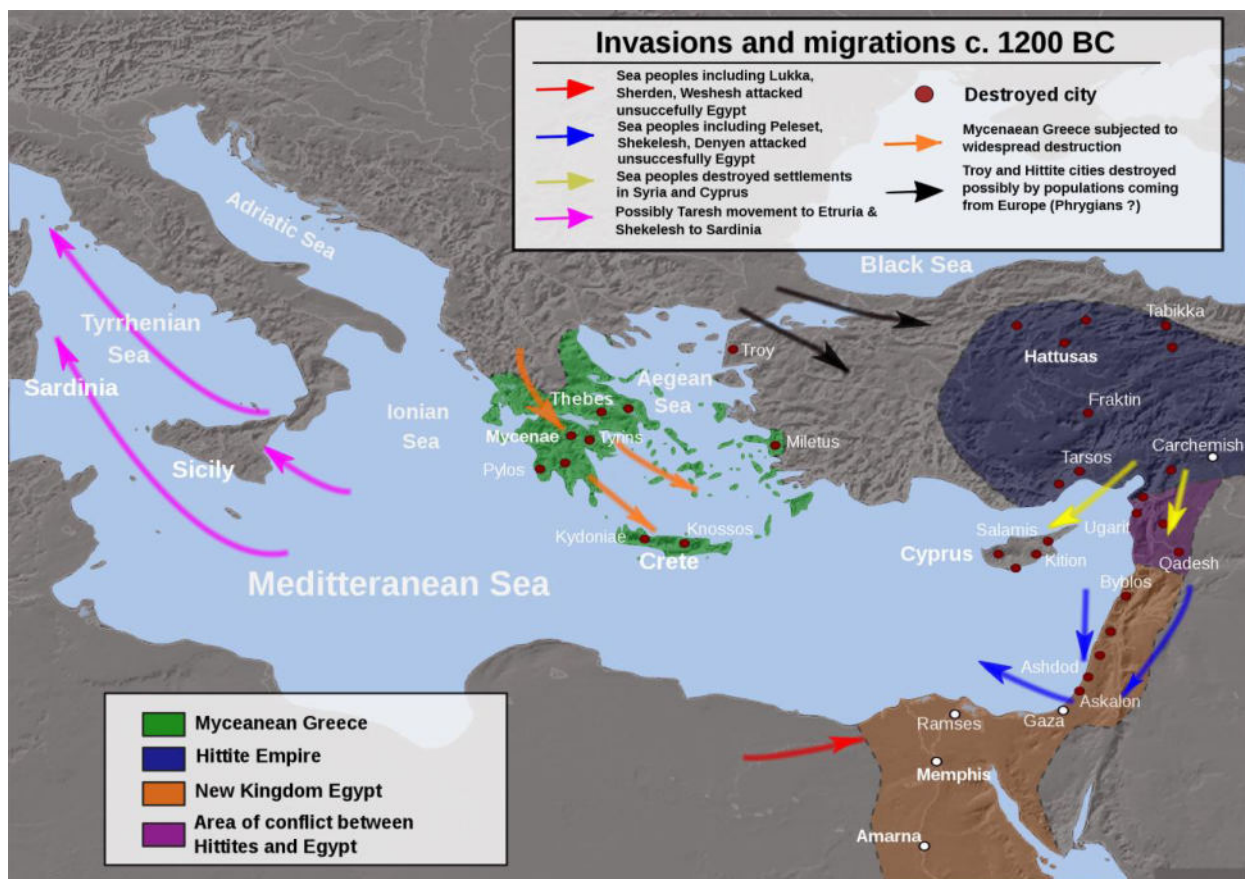 Invasions and migrations c. 1200 BC
Sea peoples including Lukka,
Sherden, Weshesh attacked
unsuccefully Egypt
Sea peoples including Peleset,
Shekelesh, Denyen attacked
unsuccesfully Egypt
Sea peoples destroyed settlements
in Syria and Cyprus
Possibly Taresh movement to Etruria &
Shekelesh to Sardinia
Destroyed city
Mycenaean Greece subjected to
widespread destruction
Troy and Hittite cities destroyed
possibly by populations coming
from Europe (Phrygians ?)
Adriatic Sea
Black Sea
Tyrrhenian
Sea
Sardinia
Tabikka
Hattusas
Troy
Aegean
Sea
Thebes
Fraktin
Ionian
Sea
Mycenae
Tyrins
Miletus
Carchemish
Sicily
Pylos
Tarsos
Kydoniae
Knossos
Salamis
Ugarit
Crete
Cyprus
Kition
Qadesh
Mediterranean Sea
Byblos
Ashdod
Askalon
Gaza
Ramses
Memphis
Amarna
Myceanean Greece
Hittite Empire
New Kingdom Egypt
Area of conflict between
Hittites and Egypt